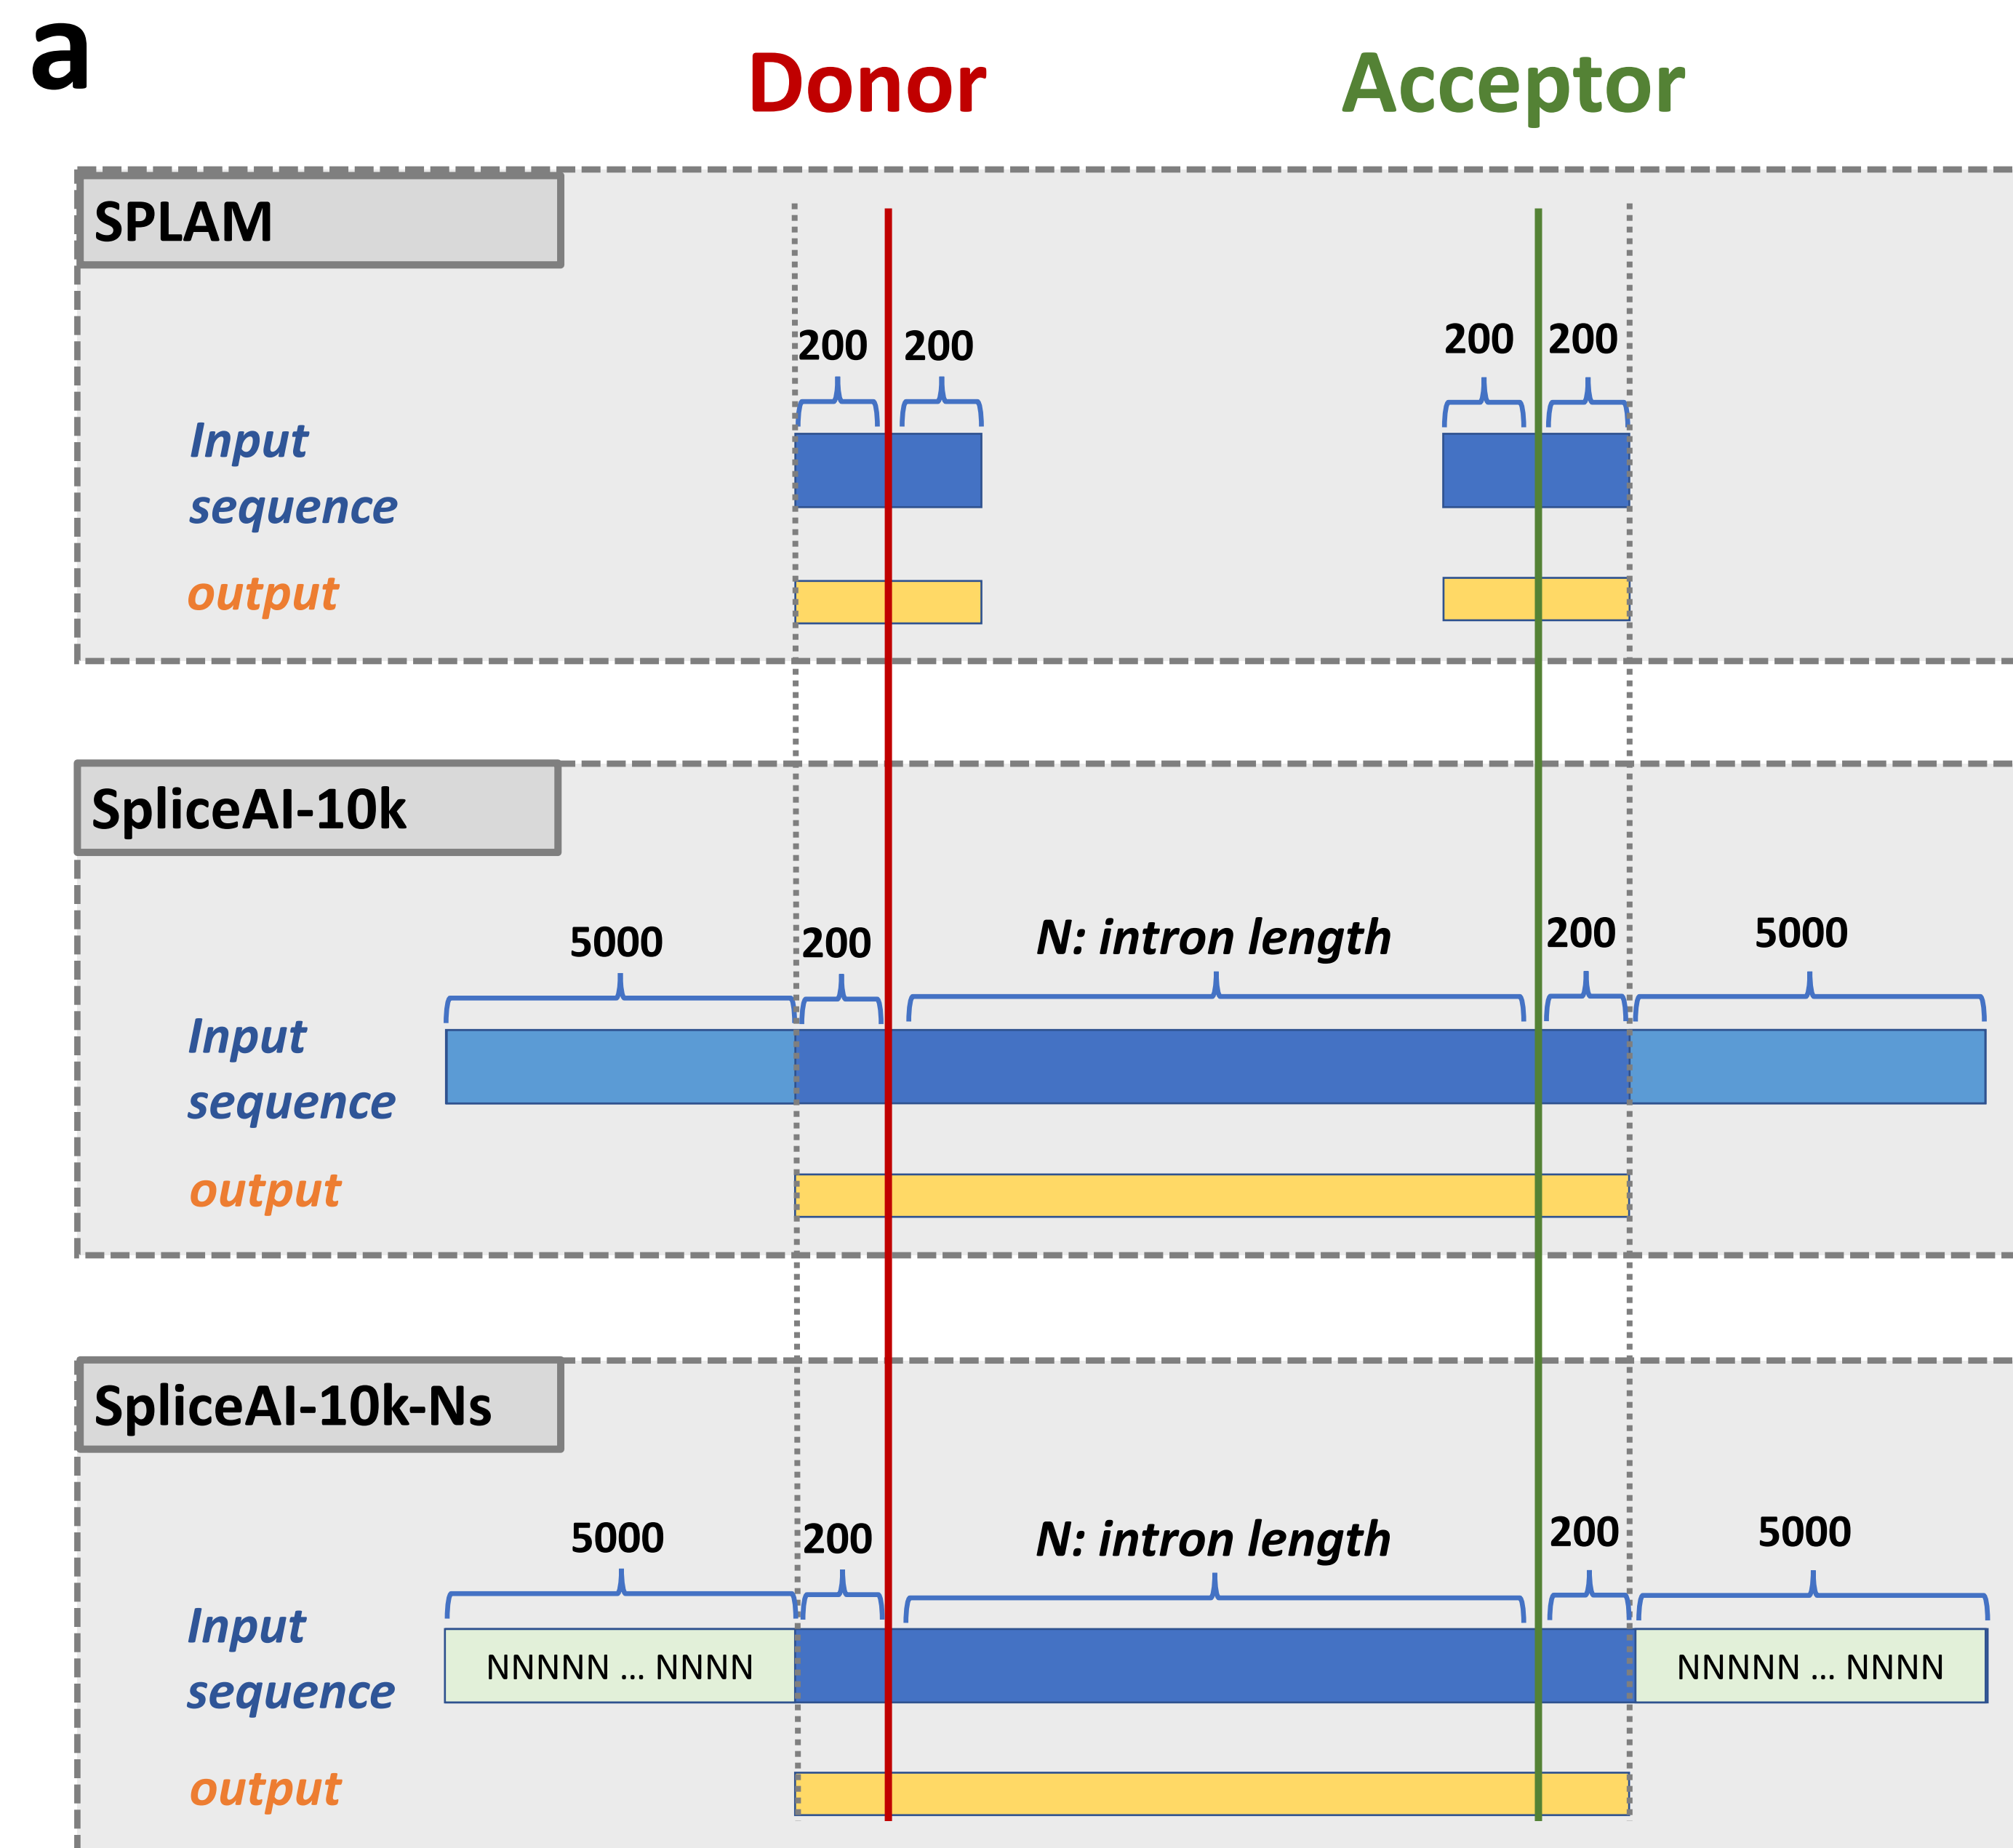 a
Donor Acceptor
SPLAM
200 200 200 200
Input
sequence
output
SpliceAI-10k
5000 200 N: intron length 200 5000
Input
sequence
output
SpliceAI-10k-Ns
5000 200 N: intron length 200 5000
Input
sequence
NNNNN ... NNNN NNNNN ... NNNN
output